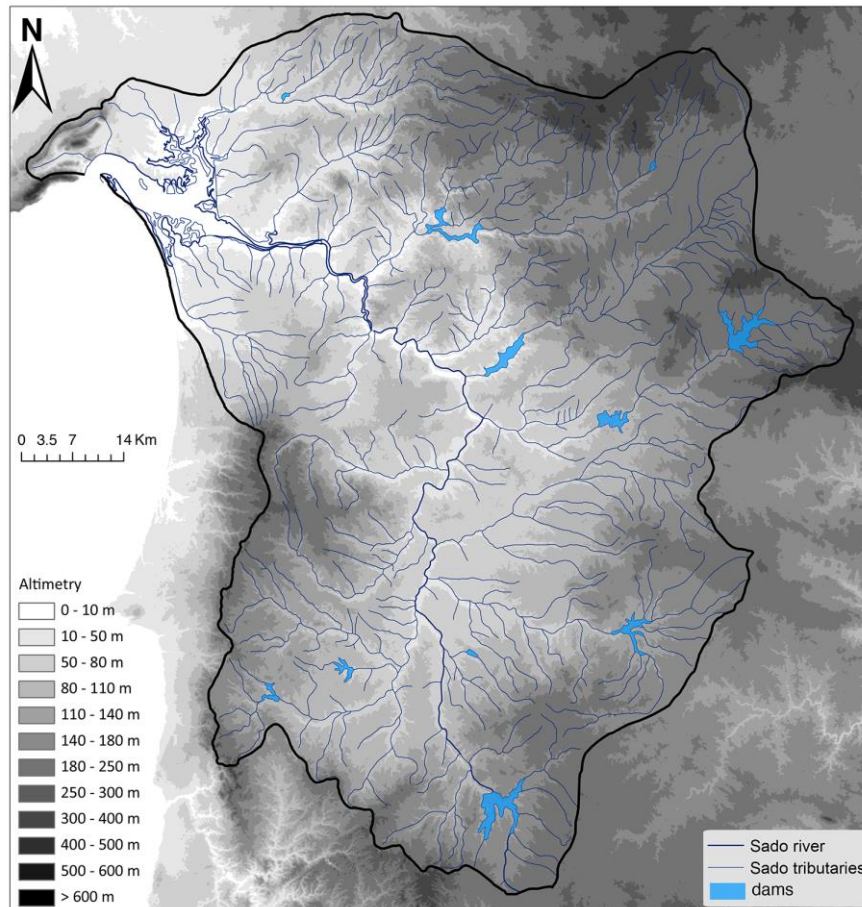 N
0 3.5 7 14 Km
Altimetry
0 - 10 m
10 - 50 m
50 - 80 m
80 - 110 m
110 - 140 m
140 - 180 m
180 - 250 m
250 - 300 m
300 - 400 m
400 - 500 m
500 - 600 m
> 600 m
Sado river
Sado tributaries
dams